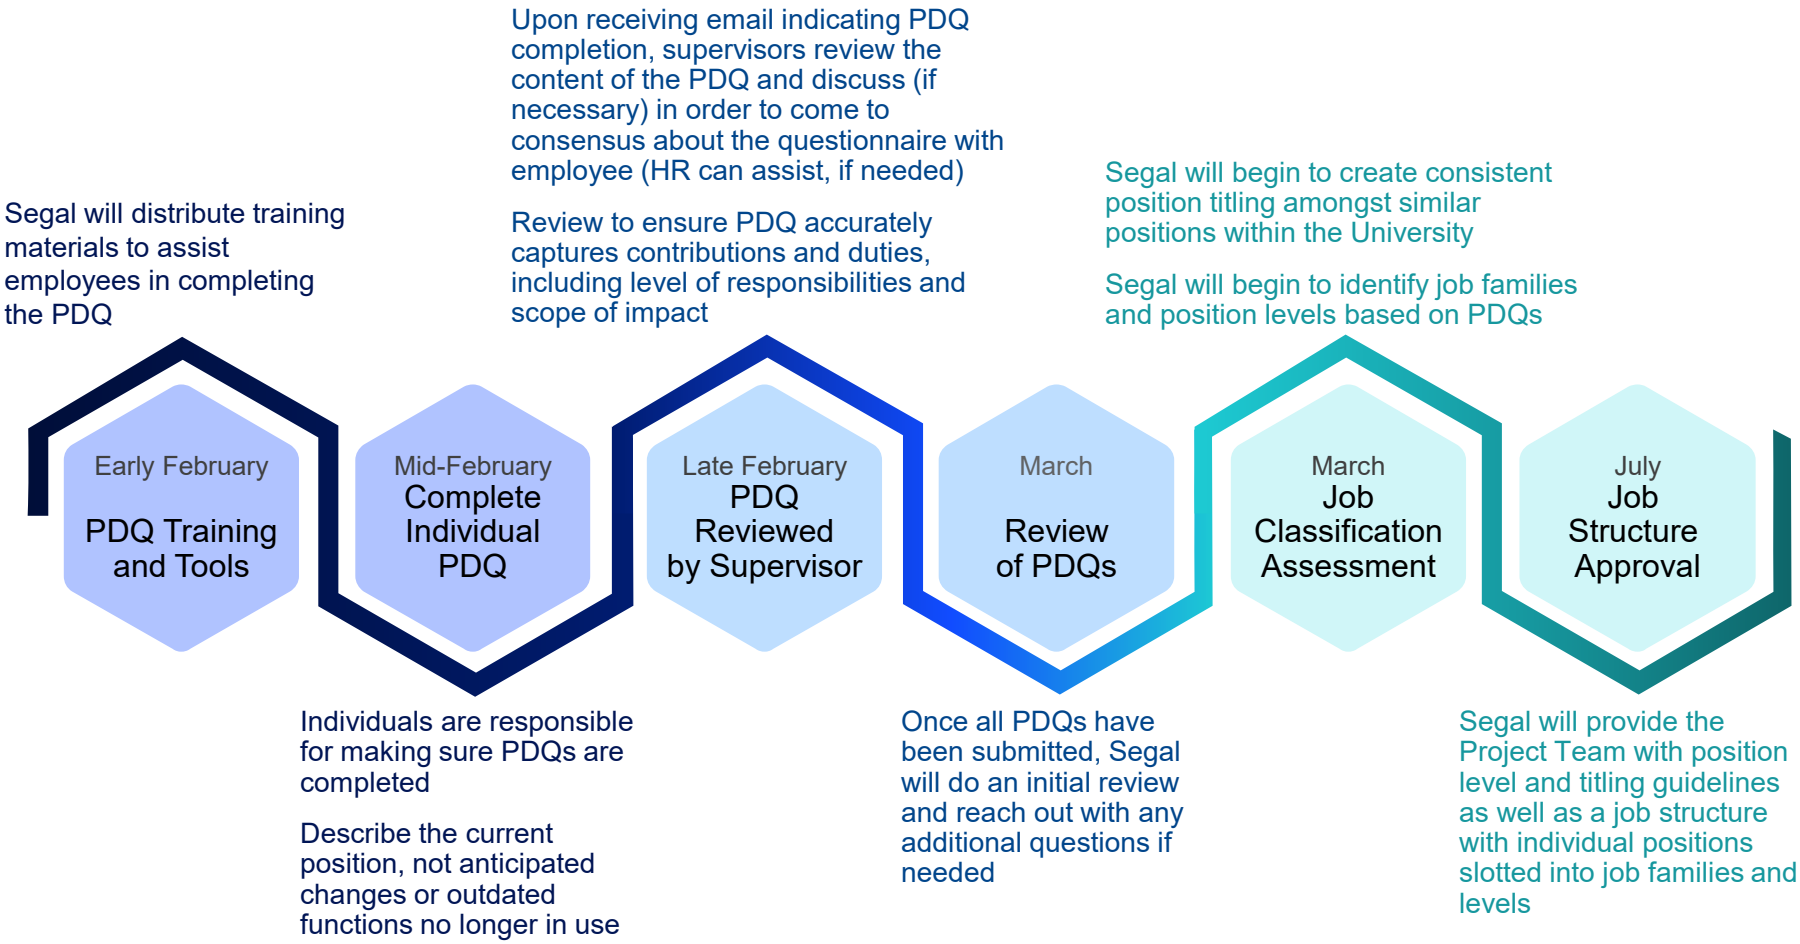 Segal will distribute training
materials to assist
employees in completing
the PDQ
Early February
PDQ Training
and Tools
Mid-February
Complete
Individual
PDQ
Individuals are responsible
for making sure PDQs are
completed
Describe the current
position, not anticipated
changes or outdated
functions no longer in use
Upon receiving email indicating PDQ
completion, supervisors review the
content of the PDQ and discuss (if
necessary) in order to come to
consensus about the questionnaire with
employee (HR can assist, if needed)
Review to ensure PDQ accurately
captures contributions and duties,
including level of responsibilities and
scope of impact
Late February
PDQ
Reviewed
by Supervisor
March
Review
of PDQs
Once all PDQs have
been submitted, Segal
will do an initial review
and reach out with any
additional questions if
needed
Segal will begin to create consistent
position titling amongst similar
positions within the University
Segal will begin to identify job families
and position levels based on PDQs
March
Job
Classification
Assessment
July
Job
Structure
Approval
Segal will provide the
Project Team with position
level and titling guidelines
as well as a job structure
with individual positions
slotted into job families and
levels